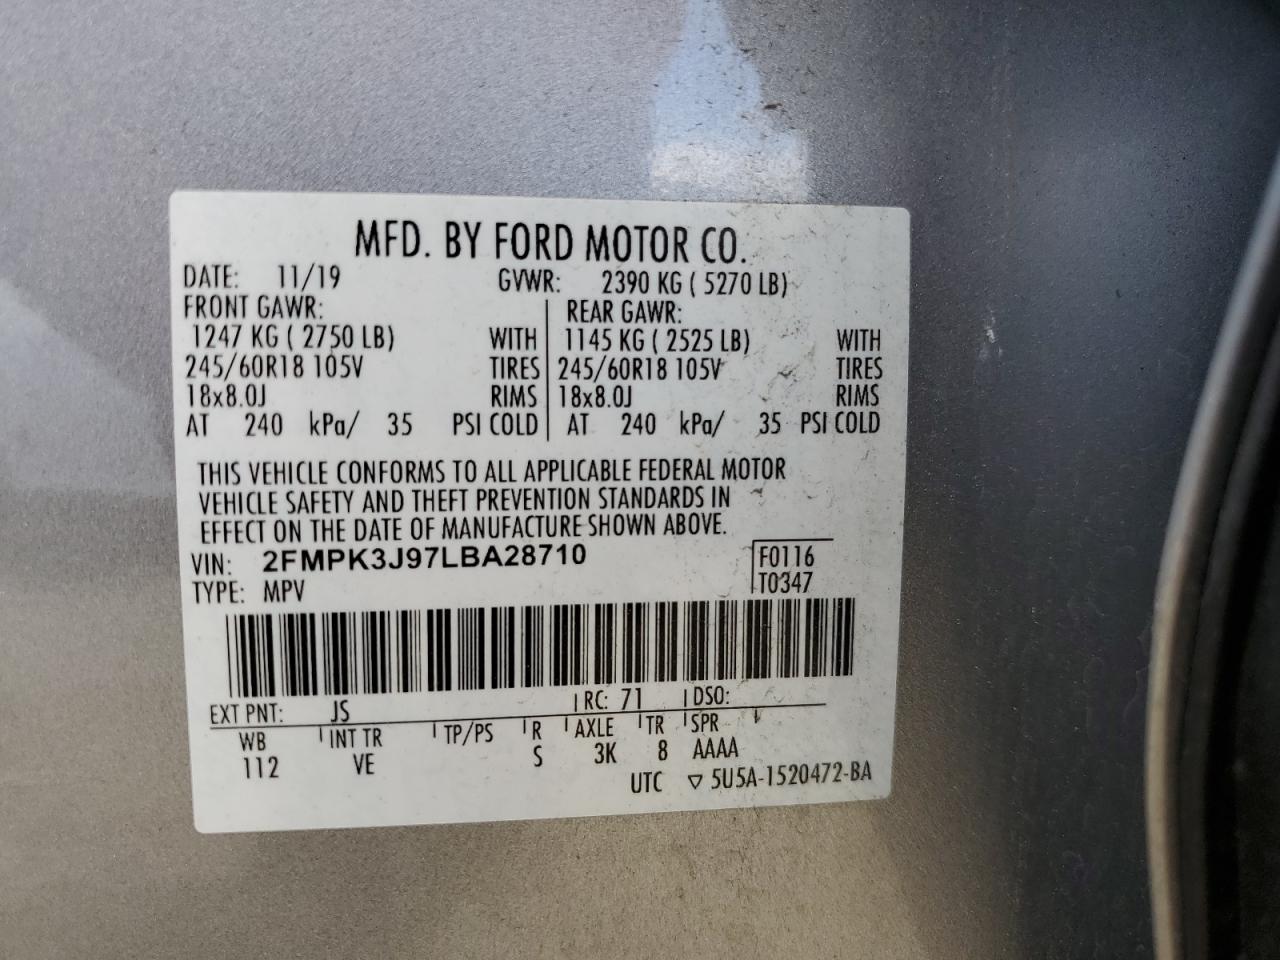 MFD. BY FORD MOTOR CO.
DATE: 11/19 GVWR: 2390 KG ( 5270 LB)
FRONT GAWR: REAR GAWR:
1247 KG ( 2750 LB) WITH 1145 KG ( 2525 LB) WITH
245/60R18 105V TIRES 245/60R18 105V TIRES
18x8.0J RIMS 18x8.0J RIMS
AT 240 kPa/ 35 PSI COLD AT 240 kPa/ 35 PSI COLD
THIS VEHICLE CONFORMS TO ALL APPLICABLE FEDERAL MOTOR
VEHICLE SAFETY AND THEFT PREVENTION STANDARDS IN
EFFECT ON THE DATE OF MANUFACTURE SHOWN ABOVE.
VIN: 2FMPK3J97LBA28710 F0116
TYPE: MPV T0347
EXT PNT: JS RC: 71 DSO:
WB INT TR TP/PS R AXLE TR SPR
112 VE S 3K 8 AAAA
UTC ▽ 5U5A-1520472-BA